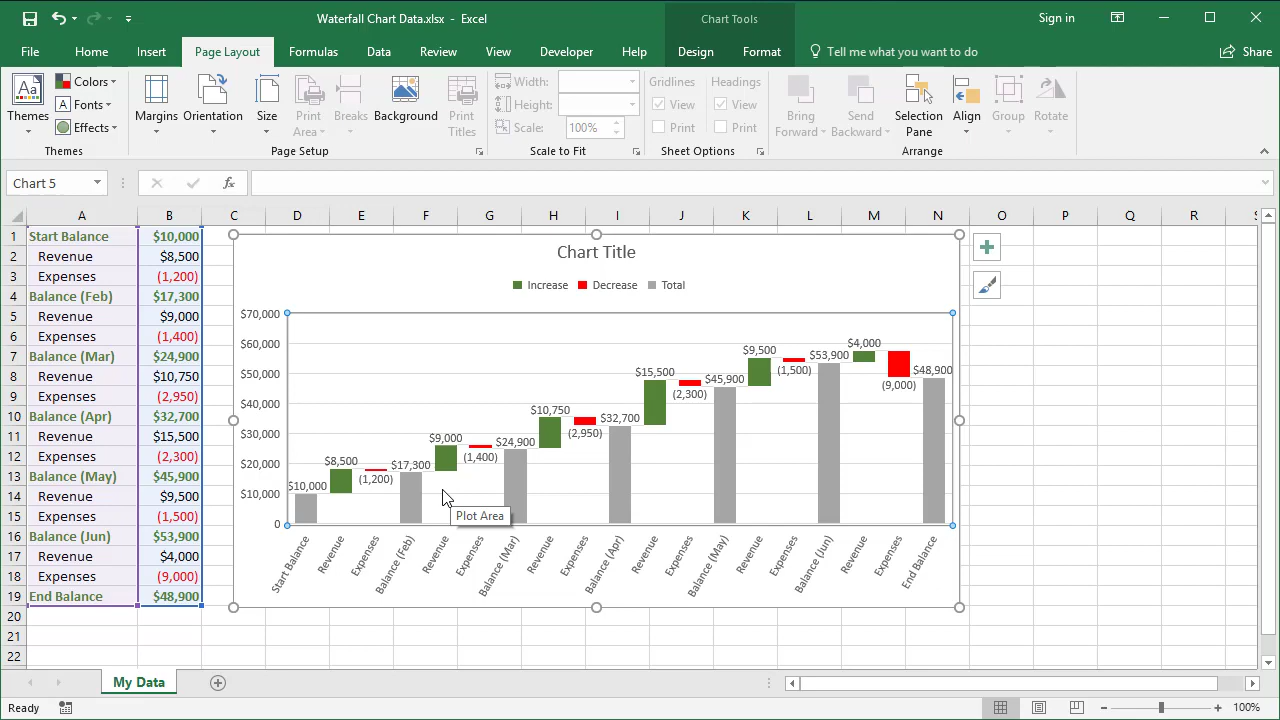 Waterfall Chart Data.xlsx - Excel
Chart Tools
Sign in
File Home Insert Page Layout Formulas Data Review View Developer Help Design Format Tell me what you want to do Share
Themes
Colors
Fonts
Effects
Themes
Margins
Orientation
Size
Print Area
Breaks
Background
Print Titles
Page Setup
Width:
Height:
Scale: 100%
Scale to Fit
Gridlines
View
Print
Headings
View
Print
Sheet Options
Bring Forward
Send Backward
Selection Pane
Align
Group
Rotate
Arrange
Chart 5
fx
A B C D E F G H I J K L M N O P Q R S
1 Start Balance $10,000
2 Revenue $8,500
3 Expenses (1,200)
4 Balance (Feb) $17,300
5 Revenue $9,000
6 Expenses (1,400)
7 Balance (Mar) $24,900
8 Revenue $10,750
9 Expenses (2,950)
10 Balance (Apr) $32,700
11 Revenue $15,500
12 Expenses (2,300)
13 Balance (May) $45,900
14 Revenue $9,500
15 Expenses (1,500)
16 Balance (Jun) $53,900
17 Revenue $4,000
18 Expenses (9,000)
19 End Balance $48,900
20
21
22
Chart Title
Increase Decrease Total
$70,000
$60,000
$50,000
$40,000
$30,000
$20,000
$10,000
0
$10,000
$8,500
(1,200)
$17,300
$9,000
(1,400)
$24,900
$10,750
(2,950)
$32,700
$15,500
(2,300)
$45,900
$9,500
(1,500)
$53,900
$4,000
(9,000)
$48,900
Plot Area
Start Balance
Revenue
Expenses
Balance (Feb)
Revenue
Expenses
Balance (Mar)
Revenue
Expenses
Balance (Apr)
Revenue
Expenses
Balance (May)
Revenue
Expenses
Balance (Jun)
Revenue
Expenses
End Balance
My Data
Ready
100%